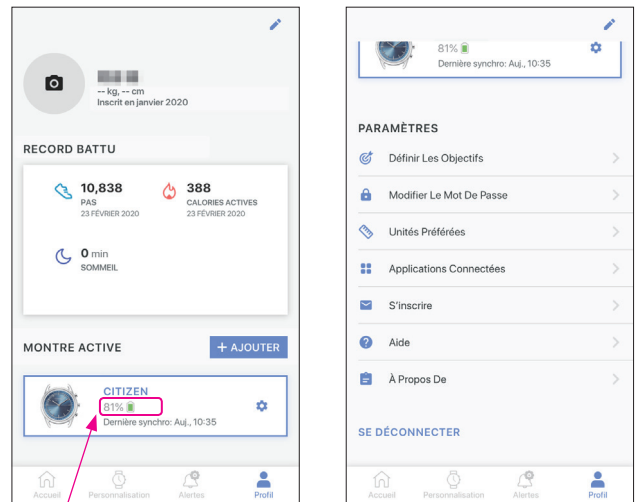 -- kg, -- cm
Inscrit en janvier 2020
RECORD BATTU
10,838
PAS
23 FÉVRIER 2020
388
CALORIES ACTIVES
23 FÉVRIER 2020
0 min
SOMMEIL
MONTRE ACTIVE
+ AJOUTER
CITIZEN
81%
Dernière synchro: Auj., 10:35
Accueil Personnalisation Alertes Profil
81%
Dernière synchro: Auj., 10:35
PARAMÈTRES
Définir Les Objectifs
Modifier Le Mot De Passe
Unités Préférées
Applications Connectées
S'inscrire
Aide
À Propos De
SE DÉCONNECTER
Accueil Personnalisation Alertes Profil